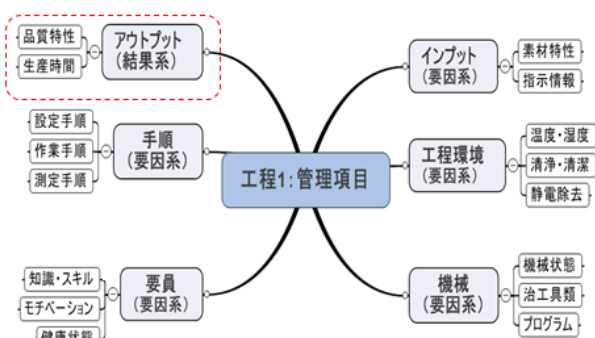 品質特性
生産時間
アウトプット
(結果系)
設定手順
作業手順
測定手順
手順
(要因系)
知識・スキル
モチベーション
健康状態
要員
(要因系)
工程1:管理項目
インプット
(要因系)
素材特性
指示情報
工程環境
(要因系)
温度・湿度
清浄・清潔
静電除去
機械
(要因系)
機械状態
治工具類
プログラム